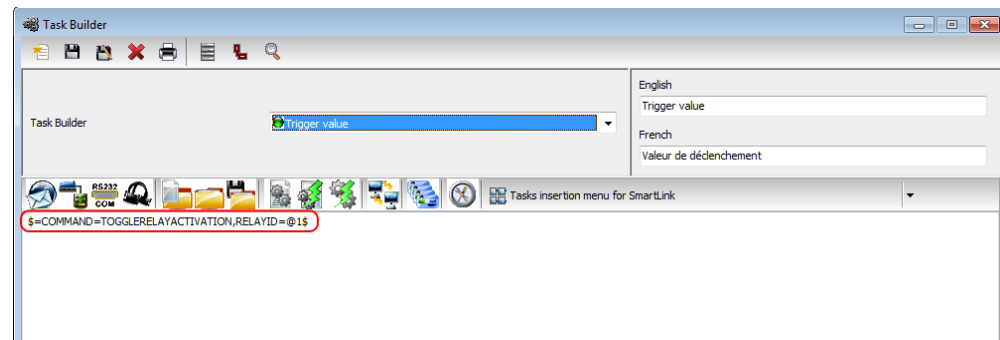 Task Builder
English
Trigger value
Task Builder
Trigger value
French
Valeur de déclenchement
RS232
COM
Tasks insertion menu for SmartLink
$=COMMAND=TOGGLERELAYACTIVATION,RELAYID=@1$